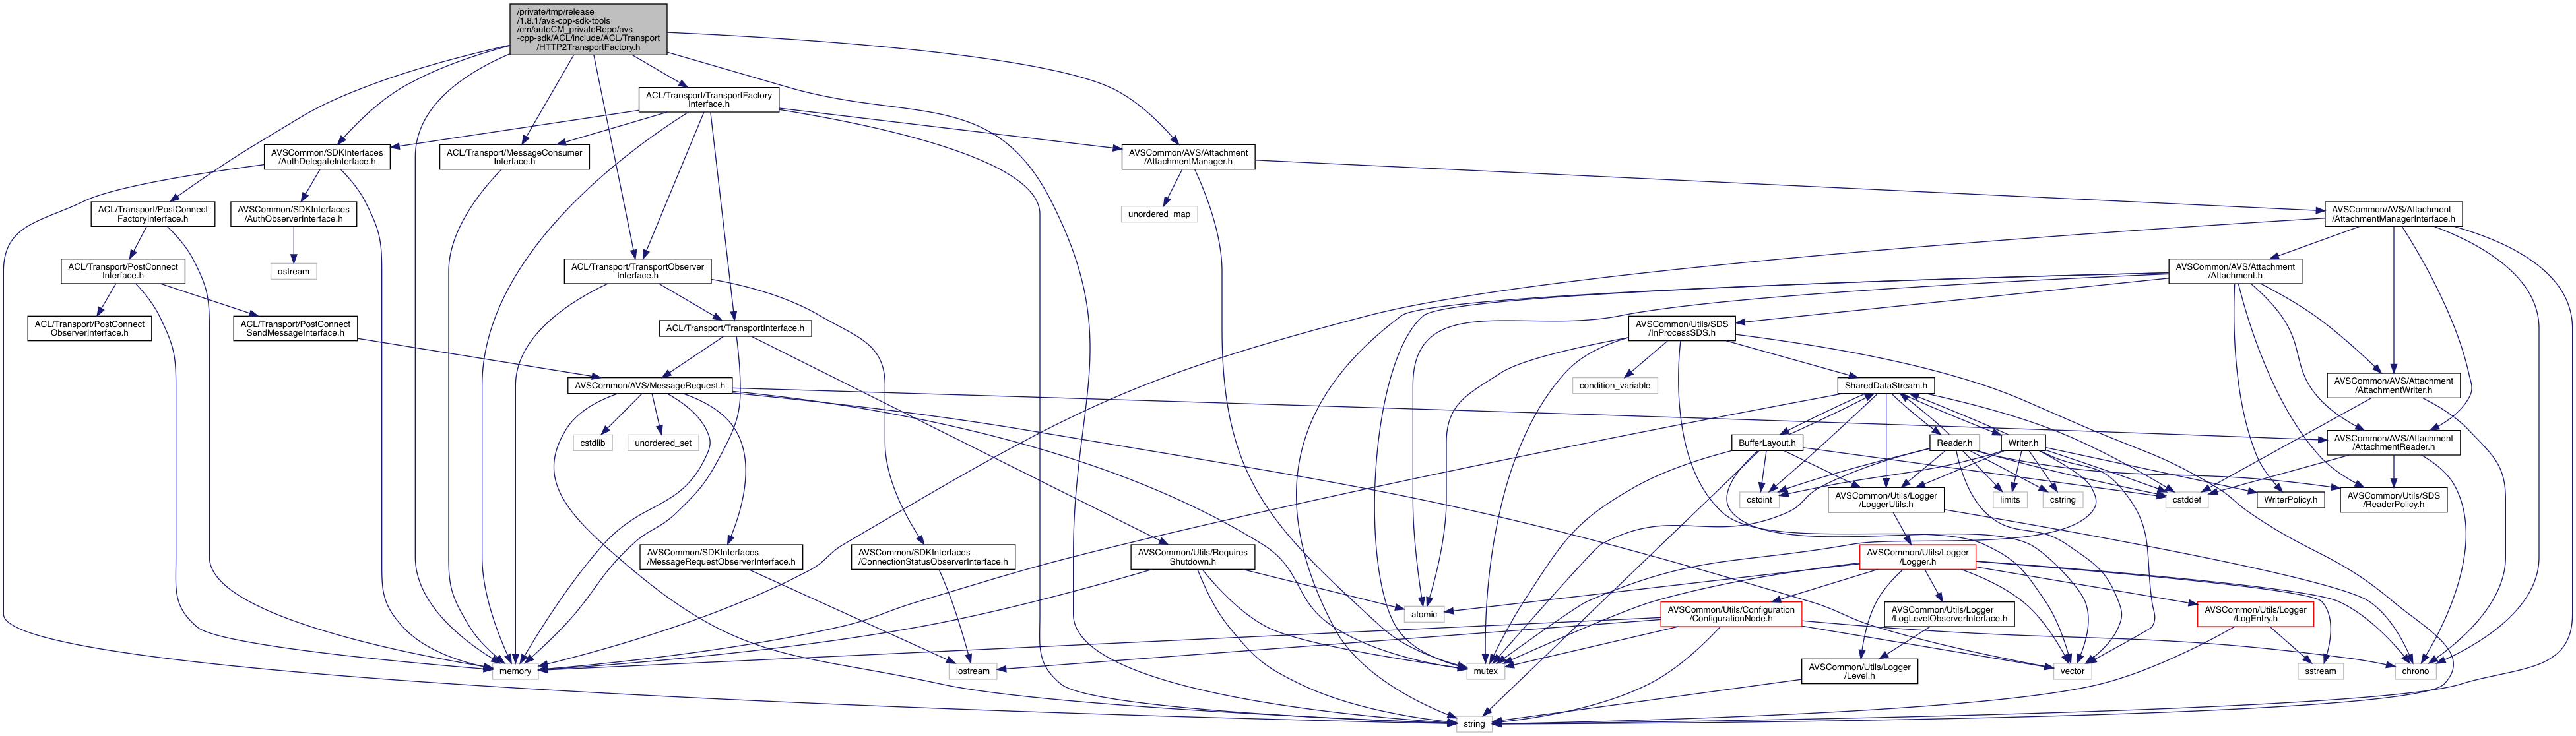 /private/tmp/release
/1.8.1/avs-cpp-sdk-tools
/cm/autoCM_privateRepo/avs
-cpp-sdk/ACL/include/ACL/Transport
/HTTP2TransportFactory.h
ACL/Transport/TransportFactory
Interface.h
AVSCommon/SDKInterfaces
/AuthDelegateInterface.h
ACL/Transport/MessageConsumer
Interface.h
AVSCommon/AVS/Attachment
/AttachmentManager.h
ACL/Transport/PostConnect
FactoryInterface.h
AVSCommon/SDKInterfaces
/AuthObserverInterface.h
unordered_map
AVSCommon/AVS/Attachment
/AttachmentManagerInterface.h
ACL/Transport/PostConnect
Interface.h
ostream
ACL/Transport/TransportObserver
Interface.h
AVSCommon/AVS/Attachment
/Attachment.h
ACL/Transport/PostConnect
ObserverInterface.h
ACL/Transport/PostConnect
SendMessageInterface.h
ACL/Transport/TransportInterface.h
AVSCommon/Utils/SDS
/InProcessSDS.h
AVSCommon/AVS/MessageRequest.h
condition_variable
SharedDataStream.h
AVSCommon/AVS/Attachment
/AttachmentWriter.h
cstdlib
unordered_set
BufferLayout.h
Reader.h
Writer.h
AVSCommon/AVS/Attachment
/AttachmentReader.h
cstdint
AVSCommon/Utils/Logger
/LoggerUtils.h
limits
cstring
cstddef
WriterPolicy.h
AVSCommon/Utils/SDS
/ReaderPolicy.h
AVSCommon/SDKInterfaces
/MessageRequestObserverInterface.h
AVSCommon/SDKInterfaces
/ConnectionStatusObserverInterface.h
AVSCommon/Utils/Requires
Shutdown.h
AVSCommon/Utils/Logger
/Logger.h
atomic
AVSCommon/Utils/Configuration
/ConfigurationNode.h
AVSCommon/Utils/Logger
/LogLevelObserverInterface.h
AVSCommon/Utils/Logger
/LogEntry.h
memory
iostream
mutex
AVSCommon/Utils/Logger
/Level.h
vector
sstream
chrono
string